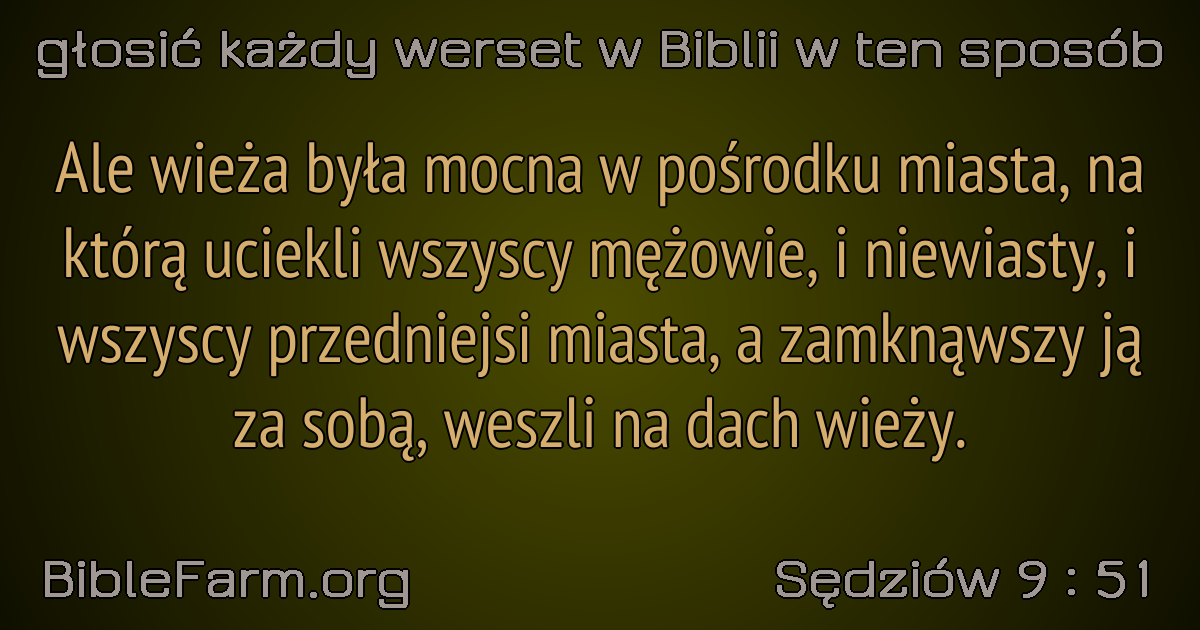 głosić każdy werset w Biblii w ten sposób
Ale wieża była mocna w pośrodku miasta, na
którą uciekli wszyscy mężowie, i niewiasty, i
wszyscy przedniejsi miasta, a zamknąwszy ją
za sobą, weszli na dach wieży.
BibleFarm.org
Sędziów 9 : 51